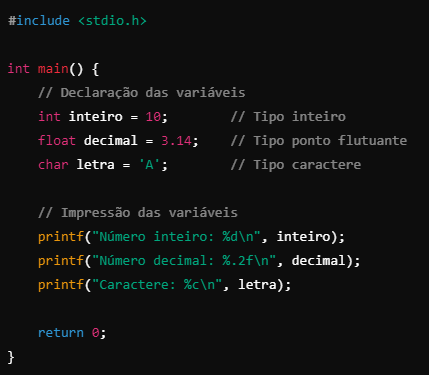 #include <stdio.h>

int main() {
    // Declaração das variáveis
    int inteiro = 10;        // Tipo inteiro
    float decimal = 3.14;    // Tipo ponto flutuante
    char letra = 'A';        // Tipo caractere

    // Impressão das variáveis
    printf("Número inteiro: %d\n", inteiro);
    printf("Número decimal: %.2f\n", decimal);
    printf("Caractere: %c\n", letra);

    return 0;
}